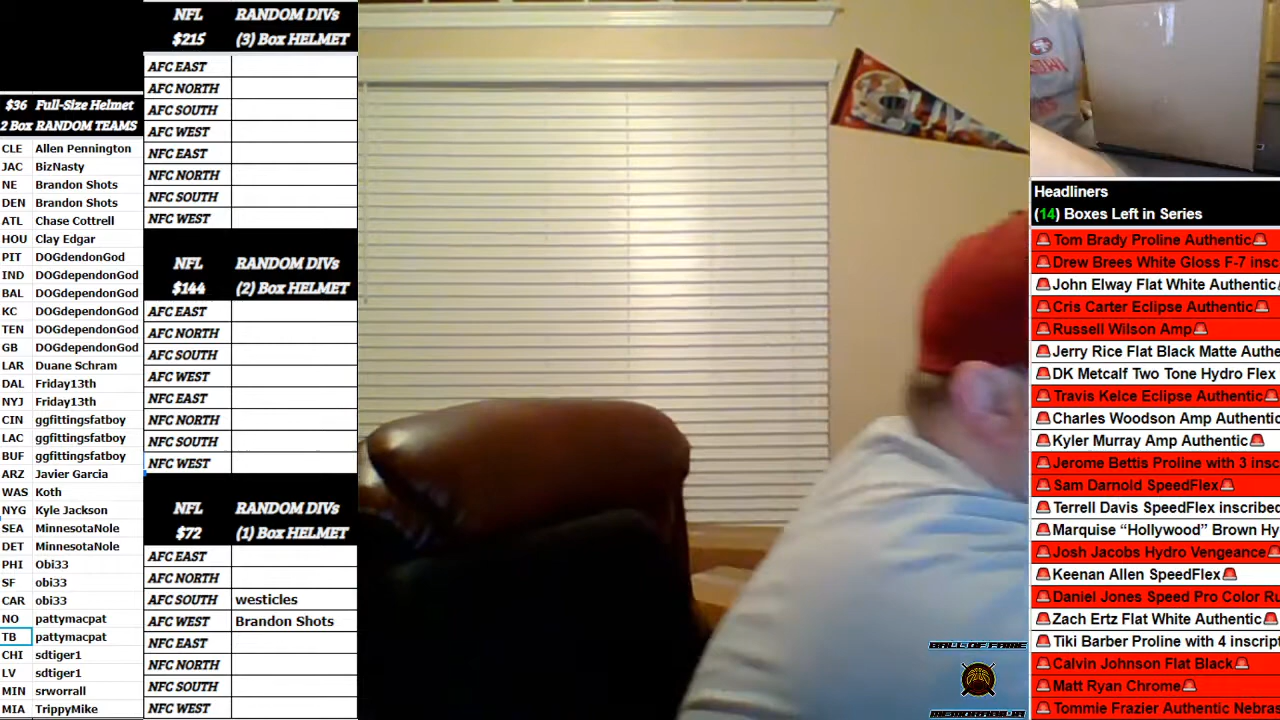 $36 Full-Size Helmet
2 Box RANDOM TEAMS
CLE Allen Pennington
JAC BizNasty
NE Brandon Shots
DEN Brandon Shots
ATL Chase Cottrell
HOU Clay Edgar
PIT DOGdendonGod
IND DOGdependonGod
BAL DOGdependonGod
KC DOGdependonGod
TEN DOGdependonGod
GB DOGdependonGod
LAR Duane Schram
DAL Friday13th
NYJ Friday13th
CIN ggfittingsfatboy
LAC ggfittingsfatboy
BUF ggfittingsfatboy
ARZ Javier Garcia
WAS Koth
NYG Kyle Jackson
SEA MinnesotaNole
DET MinnesotaNole
PHI Obi33
SF obi33
CAR obi33
NO pattymacpat
TB pattymacpat
CHI sdtiger1
LV sdtiger1
MIN srworrall
MIA TrippyMike
NFL RANDOM DIVs
$215 (3) Box HELMET
AFC EAST
AFC NORTH
AFC SOUTH
AFC WEST
NFC EAST
NFC NORTH
NFC SOUTH
NFC WEST
NFL RANDOM DIVs
$144 (2) Box HELMET
AFC EAST
AFC NORTH
AFC SOUTH
AFC WEST
NFC EAST
NFC NORTH
NFC SOUTH
NFC WEST
NFL RANDOM DIVs
$72 (1) Box HELMET
AFC EAST
AFC NORTH
AFC SOUTH westicles
AFC WEST Brandon Shots
NFC EAST
NFC NORTH
NFC SOUTH
NFC WEST
BALL OF FAME
MEMORABILIA
Headliners
(14) Boxes Left in Series
Tom Brady Proline Authentic
Drew Brees White Gloss F-7 insc
John Elway Flat White Authentic
Cris Carter Eclipse Authentic
Russell Wilson Amp
Jerry Rice Flat Black Matte Authe
DK Metcalf Two Tone Hydro Flex
Travis Kelce Eclipse Authentic
Charles Woodson Amp Authentic
Kyler Murray Amp Authentic
Jerome Bettis Proline with 3 insc
Sam Darnold SpeedFlex
Terrell Davis SpeedFlex inscribed
Marquise “Hollywood” Brown Hy
Josh Jacobs Hydro Vengeance
Keenan Allen SpeedFlex
Daniel Jones Speed Pro Color Ru
Zach Ertz Flat White Authentic
Tiki Barber Proline with 4 inscript
Calvin Johnson Flat Black
Matt Ryan Chrome
Tommie Frazier Authentic Nebras